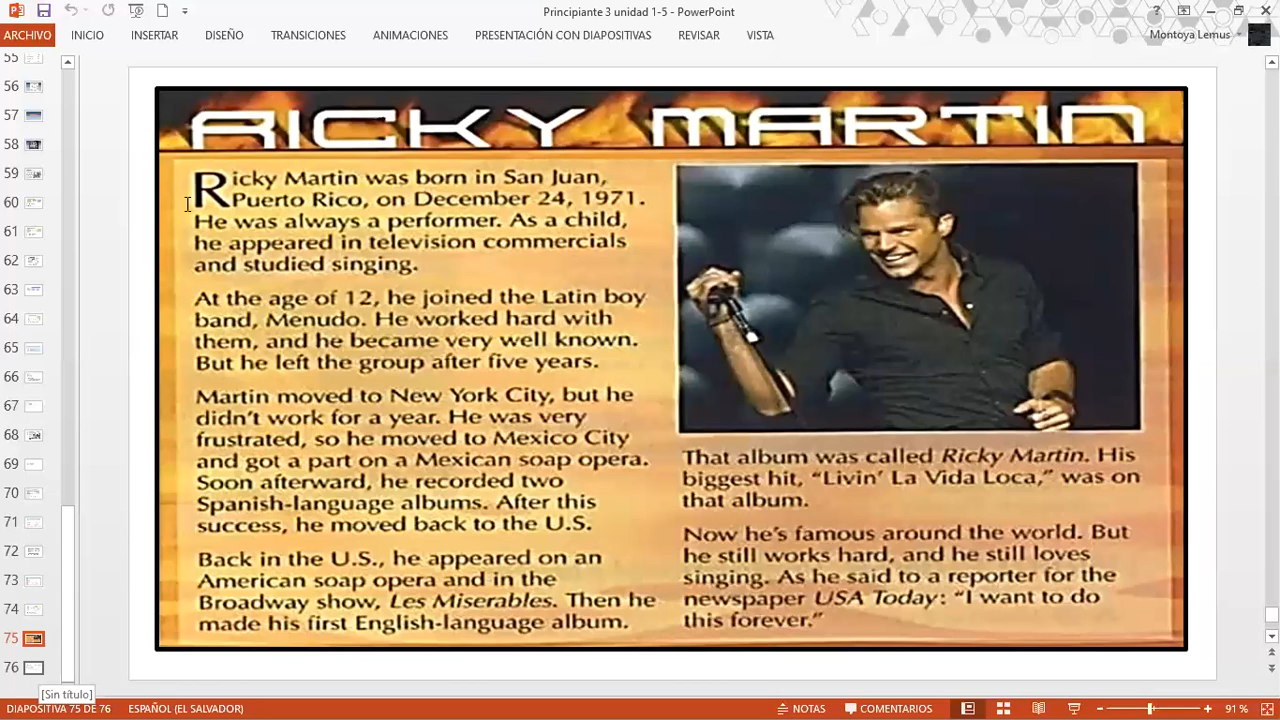 Principiante 3 unidad 1-5 - PowerPoint
?
ARCHIVO INICIO INSERTAR DISEÑO TRANSICIONES ANIMACIONES PRESENTACIÓN CON DIAPOSITIVAS REVISAR VISTA
Montoya Lemus
55
56
57
58
59
60
61
62
63
64
65
66
67
68
69
70
71
72
73
74
75
76
RICKY MARTIN
Ricky Martin was born in San Juan,
Puerto Rico, on December 24, 1971.
He was always a performer. As a child,
he appeared in television commercials
and studied singing.
At the age of 12, he joined the Latin boy
band, Menudo. He worked hard with
them, and he became very well known.
But he left the group after five years.
Martin moved to New York City, but he
didn't work for a year. He was very
frustrated, so he moved to Mexico City
and got a part on a Mexican soap opera.
Soon afterward, he recorded two
Spanish-language albums. After this
success, he moved back to the U.S.
Back in the U.S., he appeared on an
American soap opera and in the
Broadway show, Les Miserables. Then he
made his first English-language album.
That album was called Ricky Martin. His
biggest hit, "Livin' La Vida Loca," was on
that album.
Now he's famous around the world. But
he still works hard, and he still loves
singing. As he said to a reporter for the
newspaper USA Today: "I want to do
this forever."
[Sin título]
DIAPOSITIVA 75 DE 76 ESPAÑOL (EL SALVADOR) NOTAS COMENTARIOS 91 %